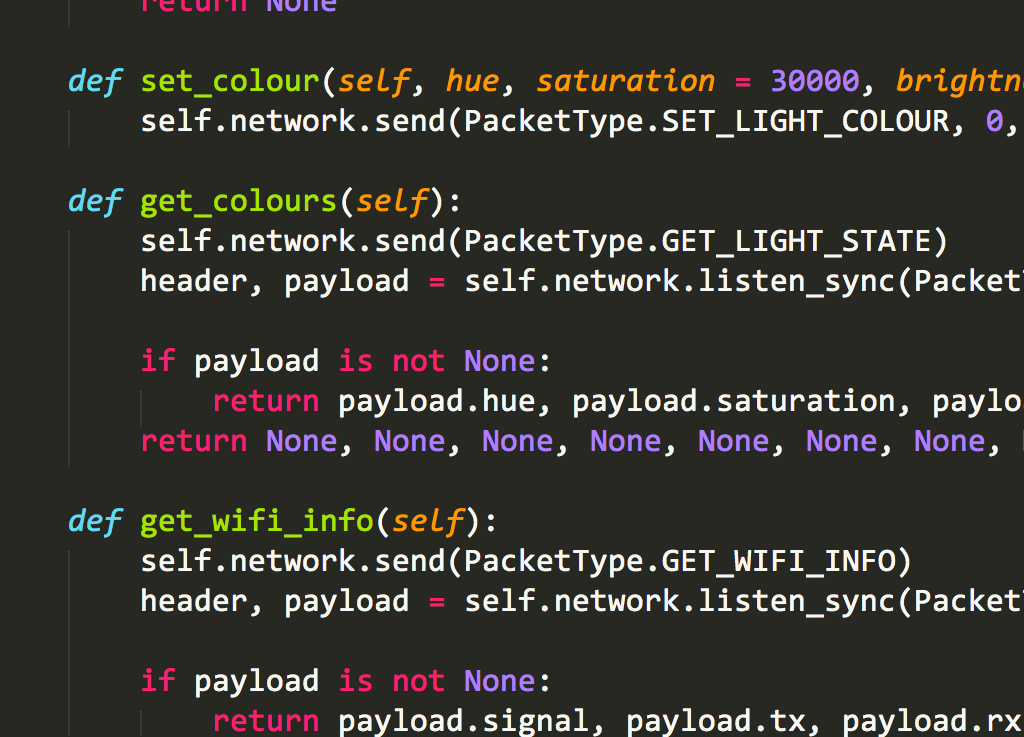 return None
def set_colour(self, hue, saturation = 30000, brightn
self.network.send(PacketType.SET_LIGHT_COLOUR, 0,
def get_colours(self):
self.network.send(PacketType.GET_LIGHT_STATE)
header, payload = self.network.listen_sync(Packet
if payload is not None:
return payload.hue, payload.saturation, paylo
return None, None, None, None, None, None, None,
def get_wifi_info(self):
self.network.send(PacketType.GET_WIFI_INFO)
header, payload = self.network.listen_sync(Packet
if payload is not None:
return payload.signal, payload.tx, payload.rx